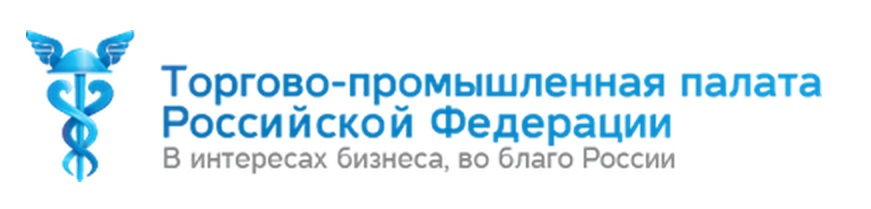 Торгово-промышленная палата
Российской Федерации
В интересах бизнеса, во благо России